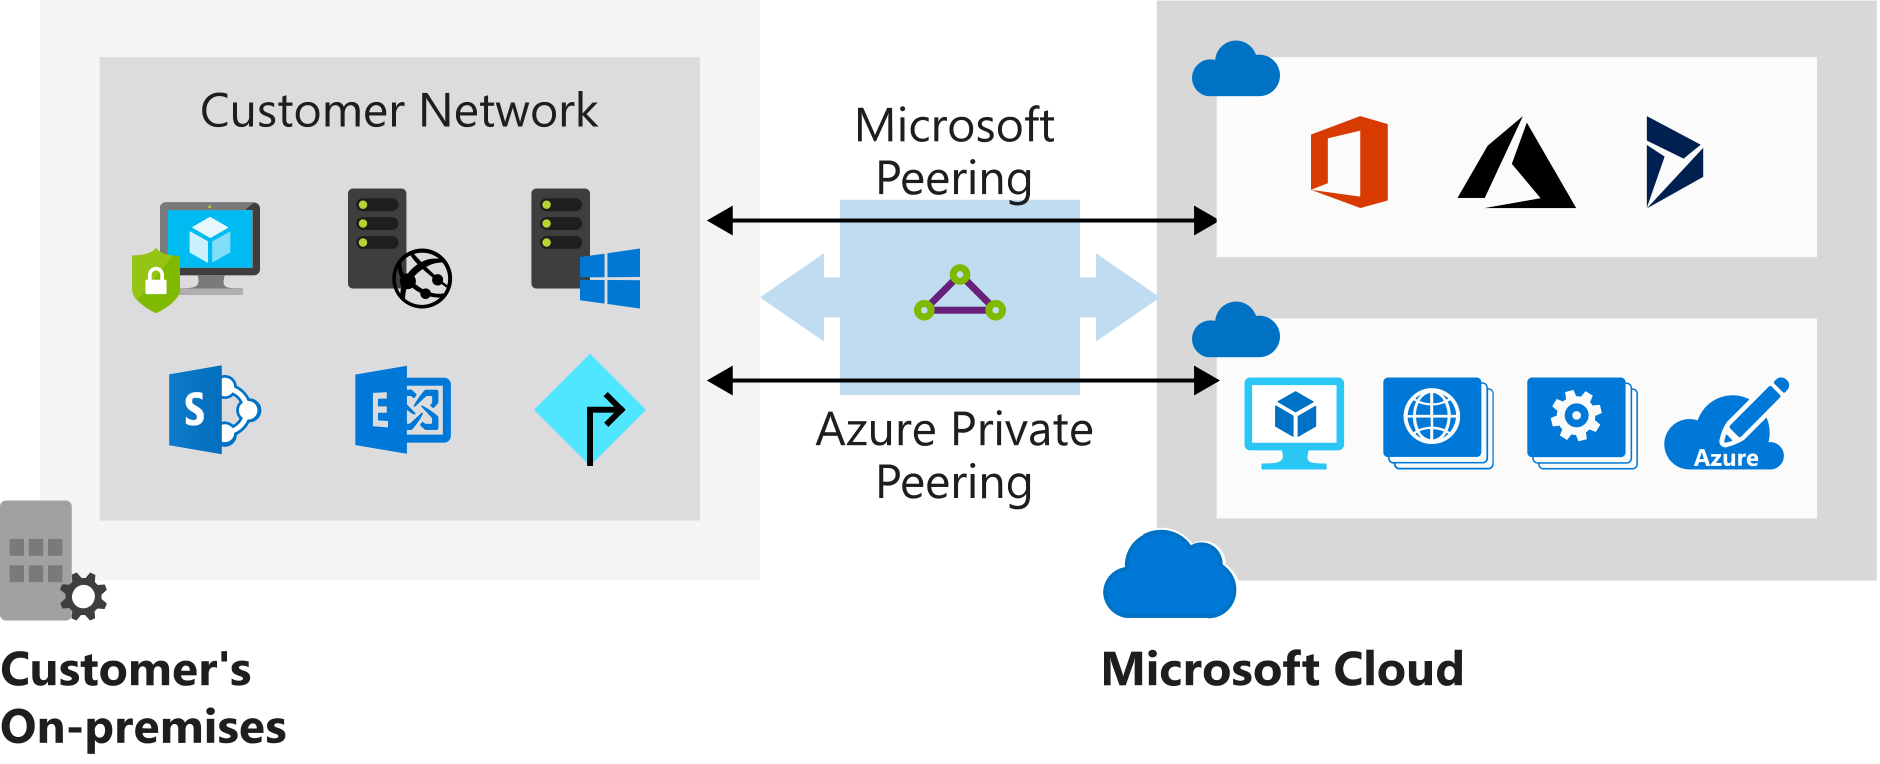 Customer Network
Microsoft
Peering
S
E
Azure Private
Peering
Azure
Customer's
On-premises
Microsoft Cloud